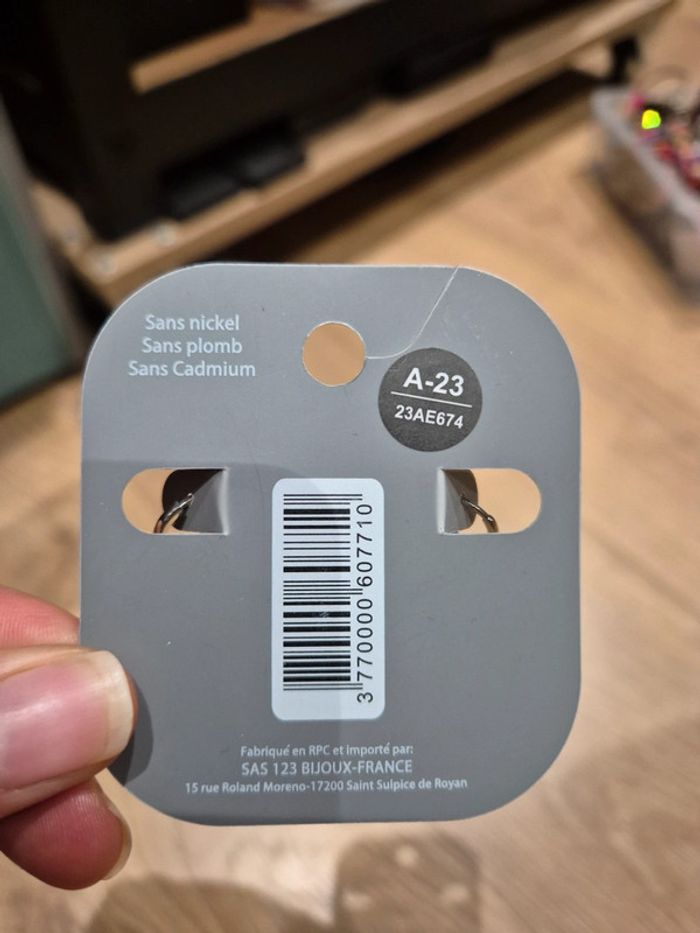 Sans nickel
Sans plomb
Sans Cadmium
A-23
23AE674
3 770000 607710
Fabriqué en RPC et importé par:
SAS 123 BIJOUX-FRANCE
15 rue Roland Moreno-17200 Saint Sulpice de Royan